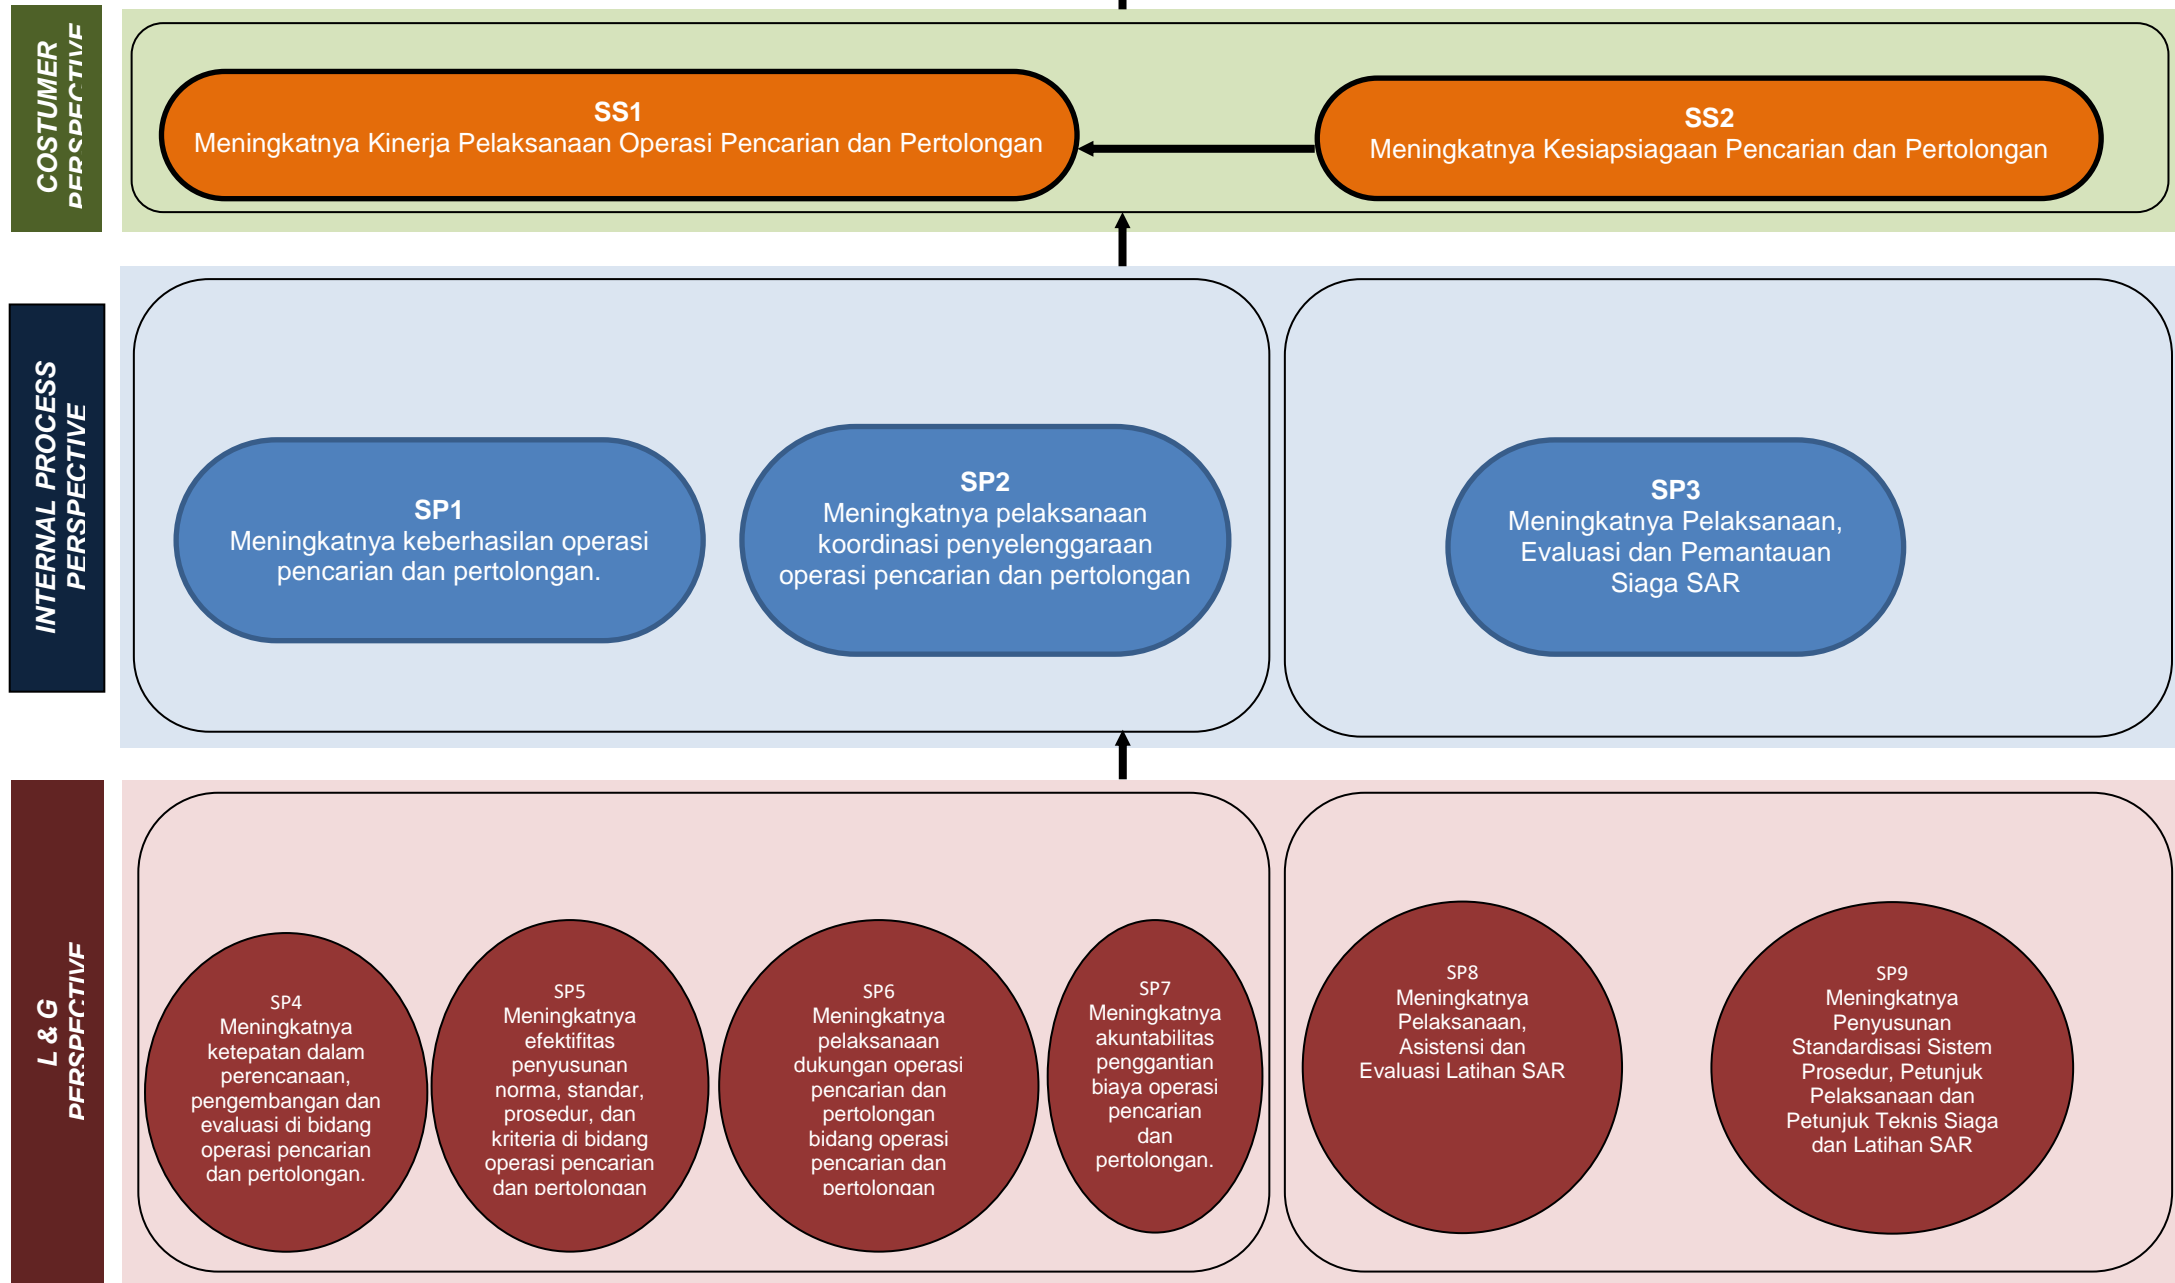 COSTUMER
PERSPECTIVE
SS1
Meningkatnya Kinerja Pelaksanaan Operasi Pencarian dan Pertolongan
SS2
Meningkatnya Kesiapsiagaan Pencarian dan Pertolongan
INTERNAL PROCESS
PERSPECTIVE
SP1
Meningkatnya keberhasilan operasi
pencarian dan pertolongan.
SP2
Meningkatnya pelaksanaan
koordinasi penyelenggaraan
operasi pencarian dan pertolongan
SP3
Meningkatnya Pelaksanaan,
Evaluasi dan Pemantauan
Siaga SAR
L & G
PERSPECTIVE
SP4
Meningkatnya
ketepatan dalam
perencanaan,
pengembangan dan
evaluasi di bidang
operasi pencarian
dan pertolongan.
SP5
Meningkatnya
efektifitas
penyusunan
norma, standar,
prosedur, dan
kriteria di bidang
operasi pencarian
dan pertolongan
SP6
Meningkatnya
pelaksanaan
dukungan operasi
pencarian dan
pertolongan
bidang operasi
pencarian dan
pertolongan
SP7
Meningkatnya
akuntabilitas
penggantian
biaya operasi
pencarian
dan
pertolongan.
SP8
Meningkatnya
Pelaksanaan,
Asistensi dan
Evaluasi Latihan SAR
SP9
Meningkatnya
Penyusunan
Standardisasi Sistem
Prosedur, Petunjuk
Pelaksanaan dan
Petunjuk Teknis Siaga
dan Latihan SAR